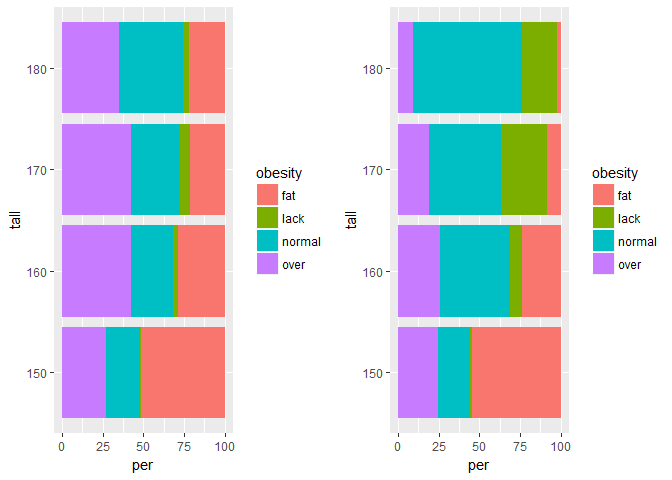 180
170
160
150
tall
0 25 50 75 100
per
obesity
fat
lack
normal
over
180
170
160
150
tall
0 25 50 75 100
per
obesity
fat
lack
normal
over